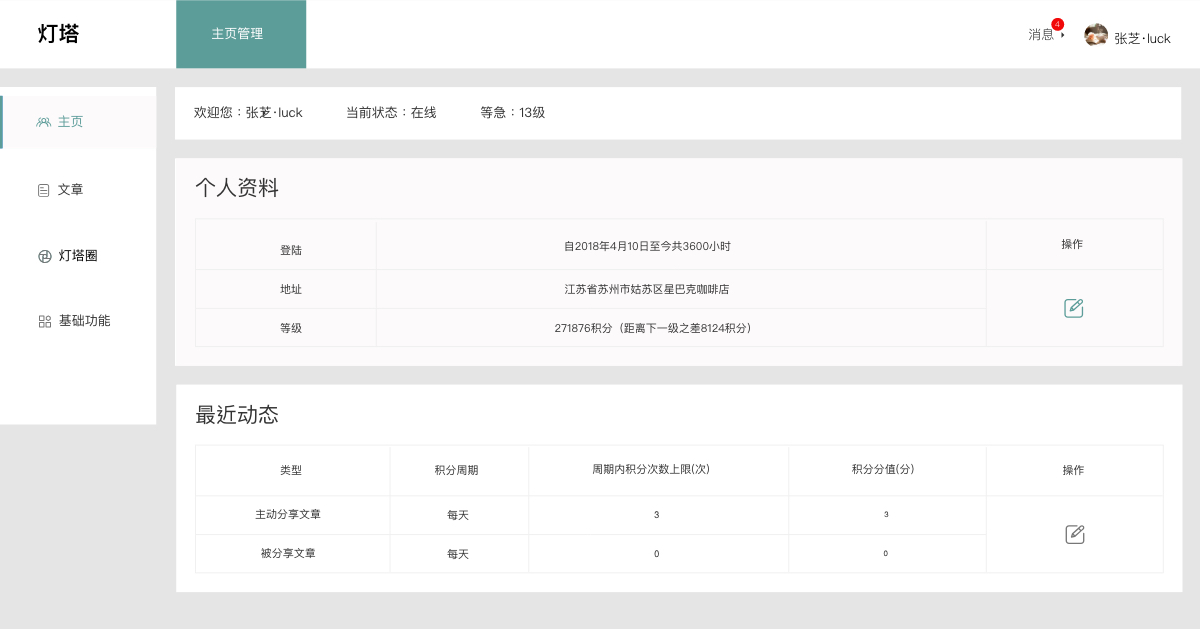 灯塔
主页管理
消息 4
张芝·luck
主页
文章
灯塔圈
基础功能
欢迎您：张芝·luck 当前状态：在线 等急：13级
个人资料
登陆 自2018年4月10日至今共3600小时 操作
地址 江苏省苏州市姑苏区星巴克咖啡店
等级 271876积分（距离下一级之差8124积分）
最近动态
类型 积分周期 周期内积分次数上限(次) 积分分值(分) 操作
主动分享文章 每天 3 3
被分享文章 每天 0 0